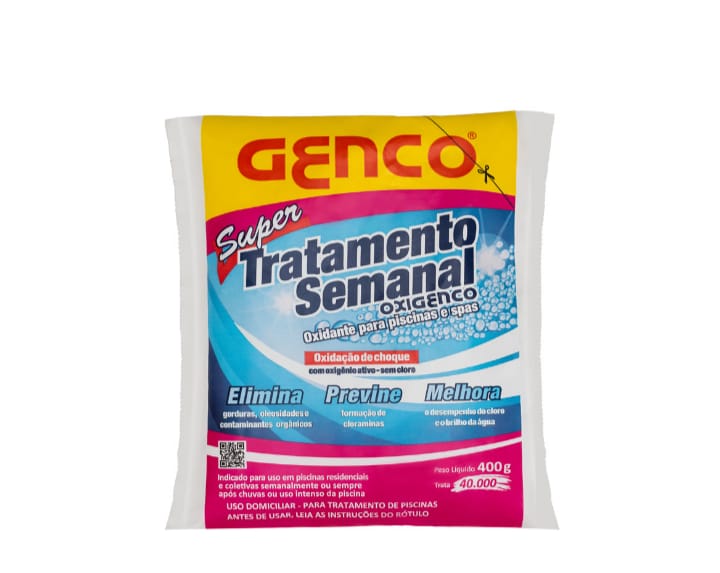 GENCO®
Super
Tratamento
Semanal
OXIGENCO
Oxidante para piscinas e spas
Oxidação de choque
com oxigênio ativo - sem cloro
Elimina
gorduras, oleosidades e
contaminantes orgânicos
Previne
formação de
cloraminas
Melhora
o desempenho do cloro
e o brilho da água
Indicado para uso em piscinas residenciais
e coletivas semanalmente ou sempre
após chuvas ou uso intenso da piscina
Peso Líquido 400g
Trata 40.000
USO DOMICILIAR - PARA TRATAMENTO DE PISCINAS
ANTES DE USAR, LEIA AS INSTRUÇÕES DO RÓTULO